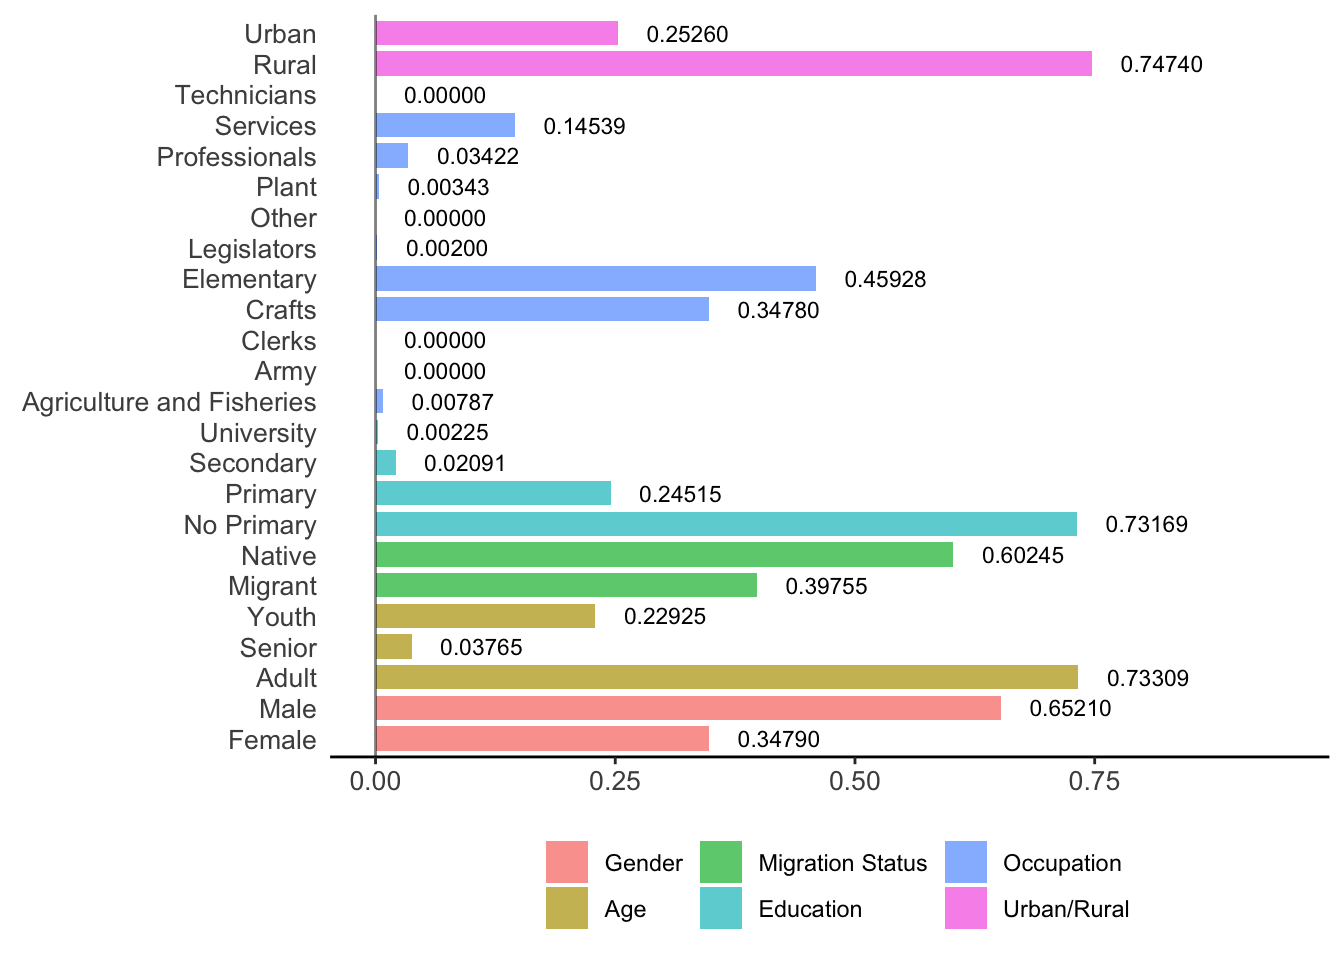 Urban 0.25260
Rural 0.74740
Technicians 0.00000
Services 0.14539
Professionals 0.03422
Plant 0.00343
Other 0.00000
Legislators 0.00200
Elementary 0.45928
Crafts 0.34780
Clerks 0.00000
Army 0.00000
Agriculture and Fisheries 0.00787
University 0.00225
Secondary 0.02091
Primary 0.24515
No Primary 0.73169
Native 0.60245
Migrant 0.39755
Youth 0.22925
Senior 0.03765
Adult 0.73309
Male 0.65210
Female 0.34790
0.00 0.25 0.50 0.75
Gender Migration Status Occupation
Age Education Urban/Rural